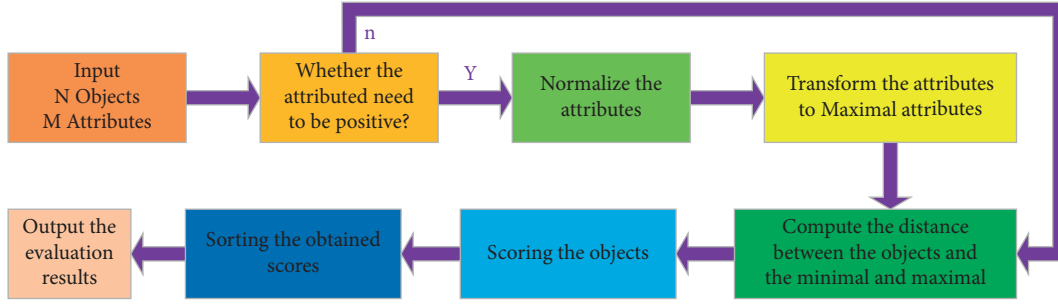 Input
N Objects
M Attributes
Whether the
attributed need
to be positive?
n
Y
Normalize the
attributes
Transform the attributes
to Maximal attributes
Compute the distance
between the objects and
the minimal and maximal
Scoring the objects
Sorting the obtained
scores
Output the
evaluation
results